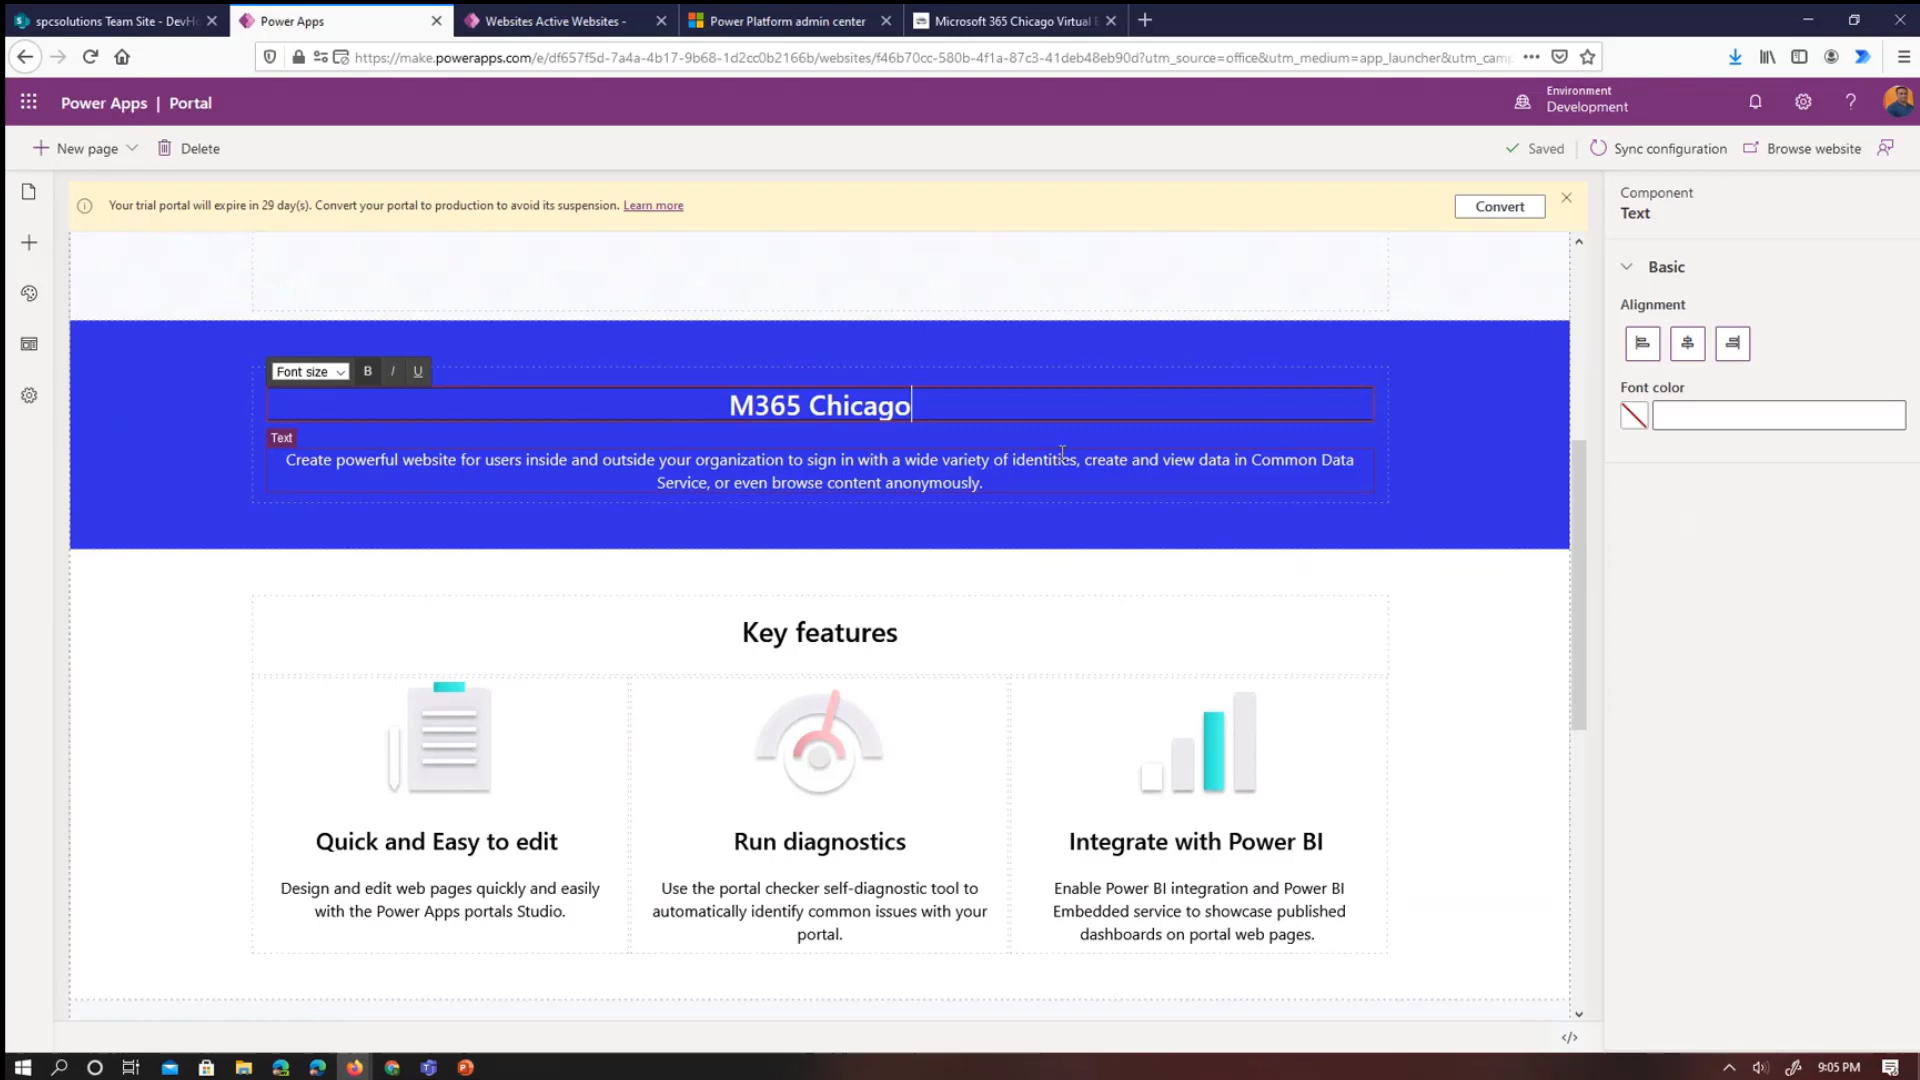 spcsolutions Team Site - DevHo
Power Apps
Websites Active Websites -
Power Platform admin center
Microsoft 365 Chicago Virtual E
https://make.powerapps.com/e/df657f5d-7a4a-4b17-9b68-1d2cc0b2166b/websites/f46b70cc-580b-4f1a-87c3-41deb48eb90d?utm_source=office&utm_medium=app_launcher&utm_cam
Power Apps | Portal
Environment
Development
New page
Delete
Saved
Sync configuration
Browse website
Your trial portal will expire in 29 day(s). Convert your portal to production to avoid its suspension. Learn more
Convert
Component
Text
Basic
Alignment
Font color
Font size
B I U
M365 Chicago
Text
Create powerful website for users inside and outside your organization to sign in with a wide variety of identities, create and view data in Common Data
Service, or even browse content anonymously.
Key features
Quick and Easy to edit
Design and edit web pages quickly and easily
with the Power Apps portals Studio.
Run diagnostics
Use the portal checker self-diagnostic tool to
automatically identify common issues with your
portal.
Integrate with Power BI
Enable Power BI integration and Power BI
Embedded service to showcase published
dashboards on portal web pages.
</>
9:05 PM